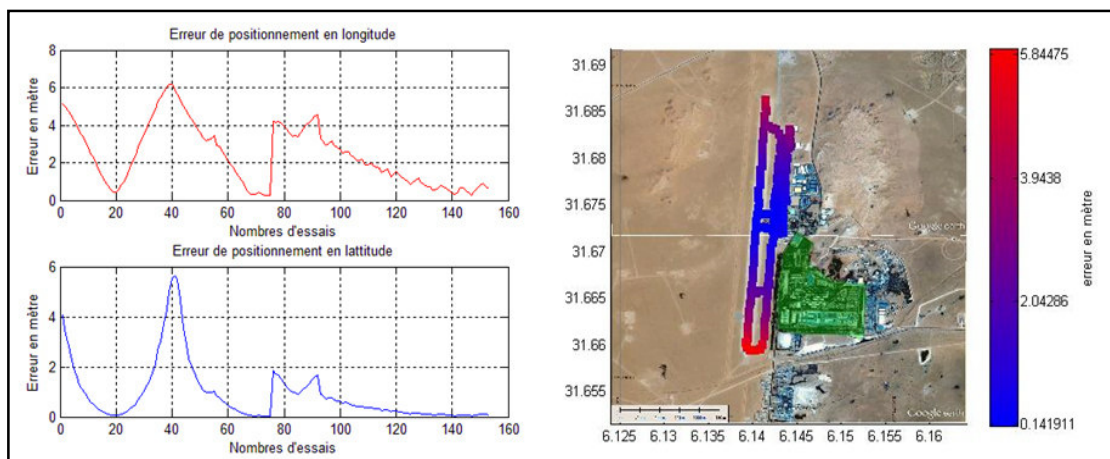 Erreur de positionnement en longitude
Erreur en mètre
8
6
4
2
0
0 20 40 60 80 100 120 140 160
Nombres d'essais
Erreur de positionnement en lattitude
Erreur en mètre
6
4
2
0
0 20 40 60 80 100 120 140 160
Nombres d'essais
31.69
31.685
31.68
31.675
31.67
31.665
31.66
31.655
6.125 6.13 6.135 6.14 6.145 6.15 6.155 6.16
Google earth
Google earth
5.84475
3.9438
2.04286
0.141911
erreur en mètre